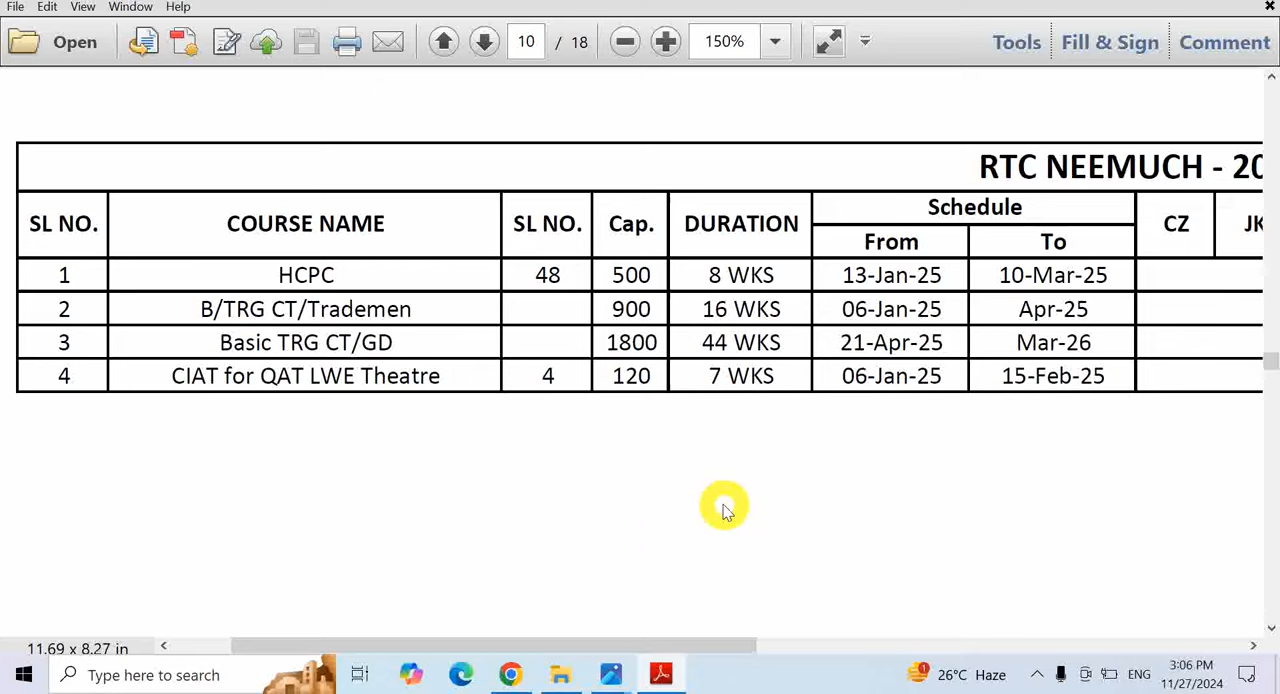 File Edit View Window Help
Open 10 / 18 150% Tools Fill & Sign Comment
RTC NEEMUCH - 20
SL NO. COURSE NAME SL NO. Cap. DURATION Schedule CZ JK
From To
1 HCPC 48 500 8 WKS 13-Jan-25 10-Mar-25
2 B/TRG CT/Trademen 900 16 WKS 06-Jan-25 Apr-25
3 Basic TRG CT/GD 1800 44 WKS 21-Apr-25 Mar-26
4 CIAT for QAT LWE Theatre 4 120 7 WKS 06-Jan-25 15-Feb-25
11.69 x 8.27 in
Type here to search 26°C Haze ENG 3:06 PM
11/27/2024